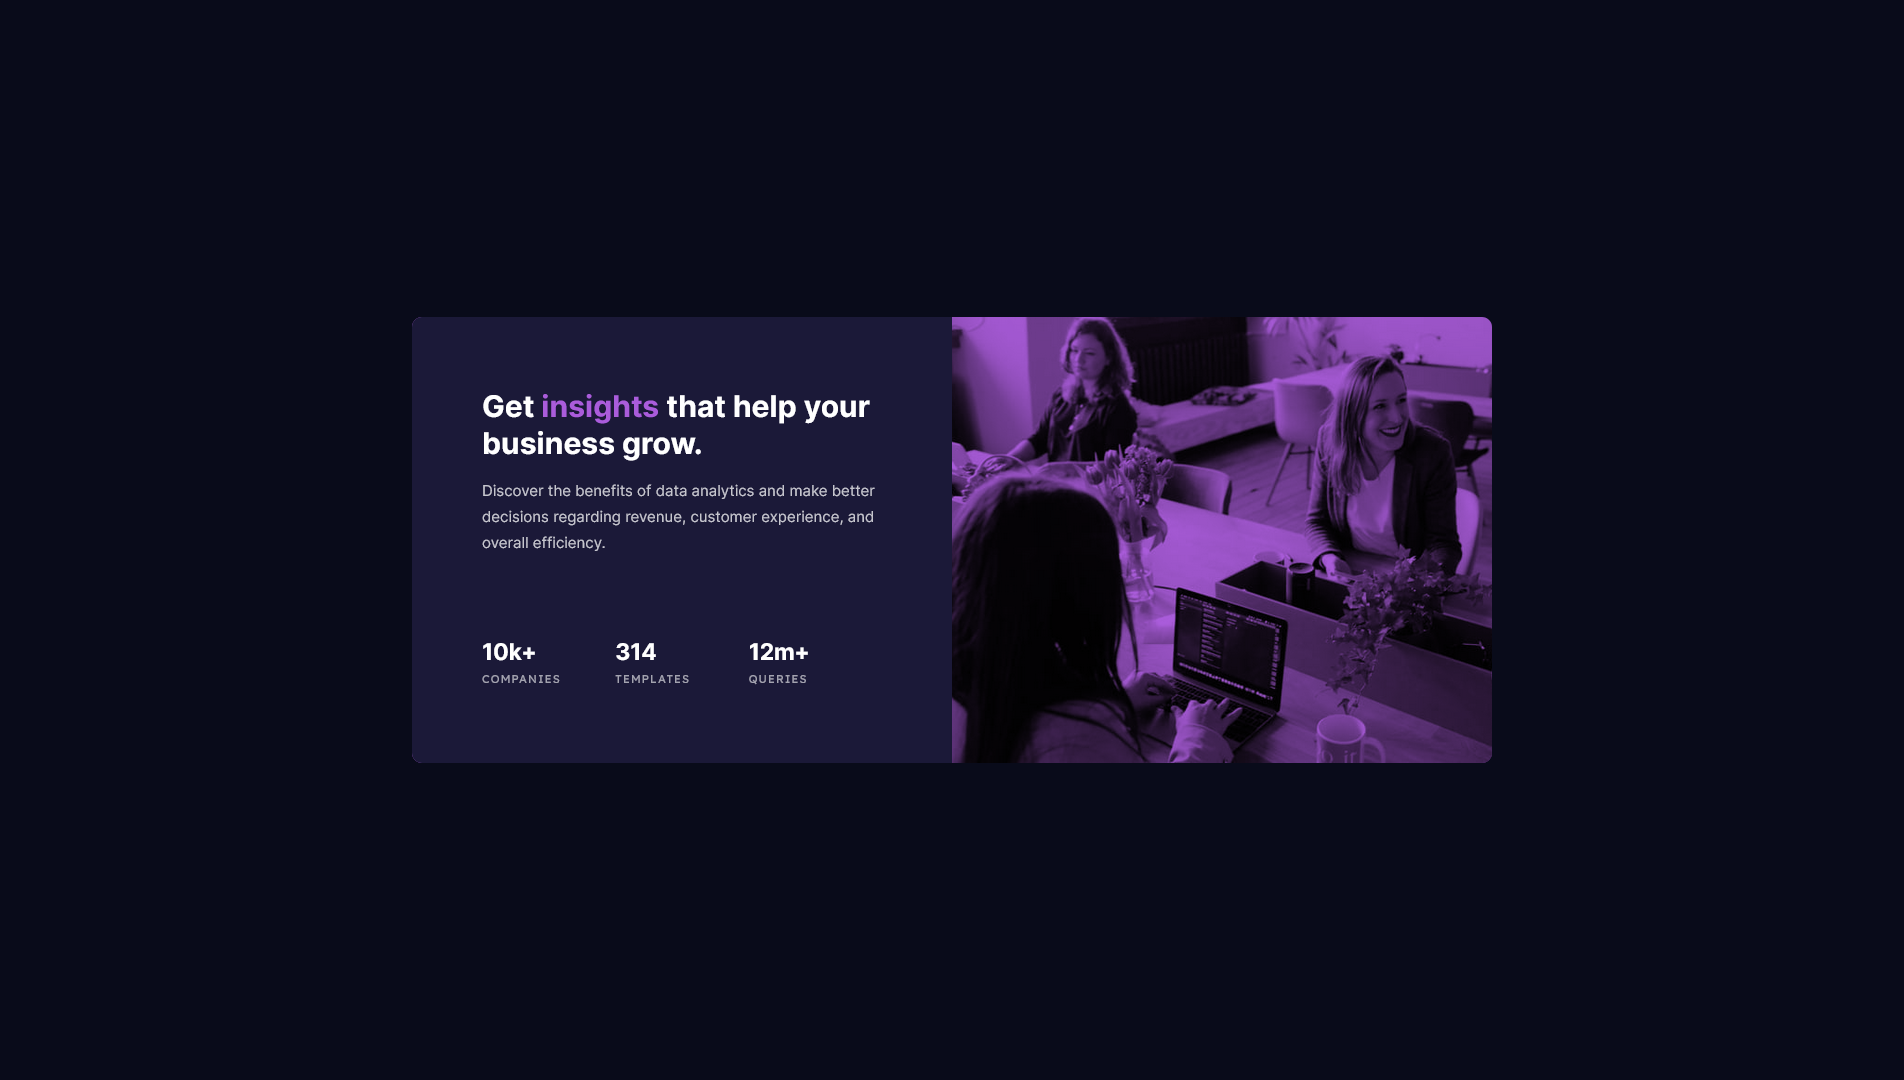 Get insights that help your
business grow.
Discover the benefits of data analytics and make better
decisions regarding revenue, customer experience, and
overall efficiency.
10k+ 314 12m+
COMPANIES TEMPLATES QUERIES